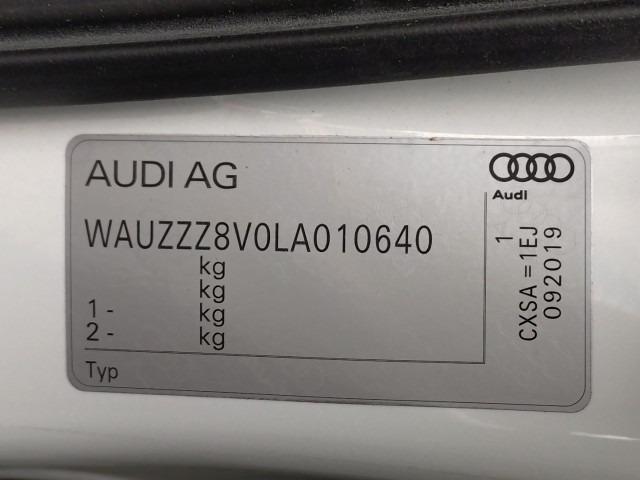 AUDI AG
Audi
WAUZZZ8V0LA010640
kg
kg
1 - kg
2 - kg
Typ
1
CXSA = 1EJ
092019